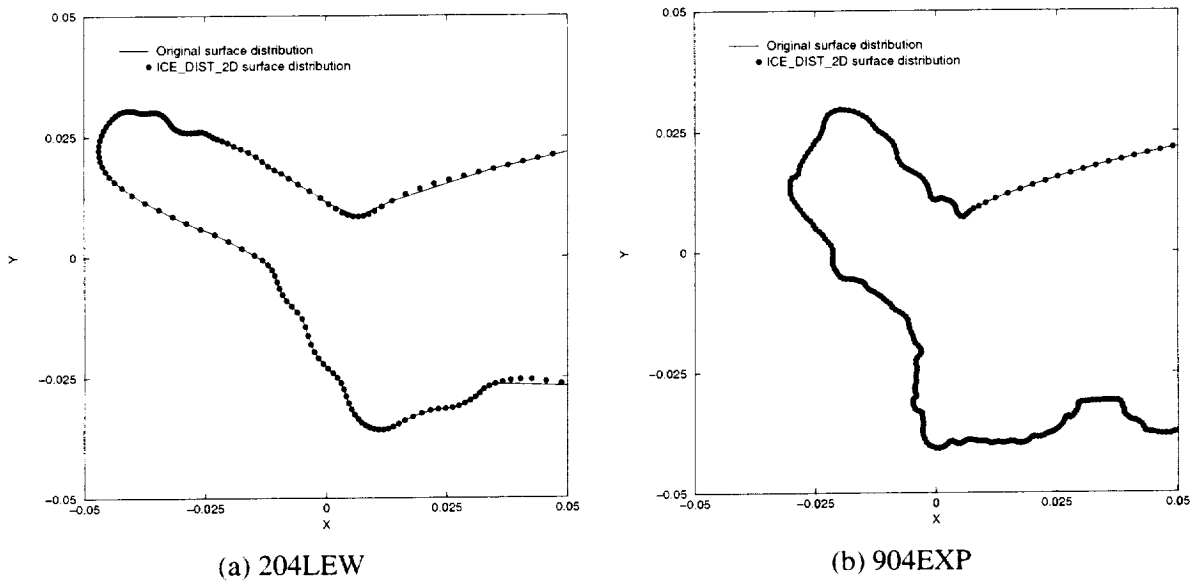 0.05
Original surface distribution
ICE_DIST_2D surface distribution
0.025
Y
0
-0.025
-0.05
-0.05
-0.025
0
0.025
0.05
X
(a) 204LEW
0.05
Original surface distribution
ICE_DIST_2D surface distribution
0.025
Y
0
-0.025
-0.05
-0.05
-0.025
0
0.025
0.05
X
(b) 904EXP